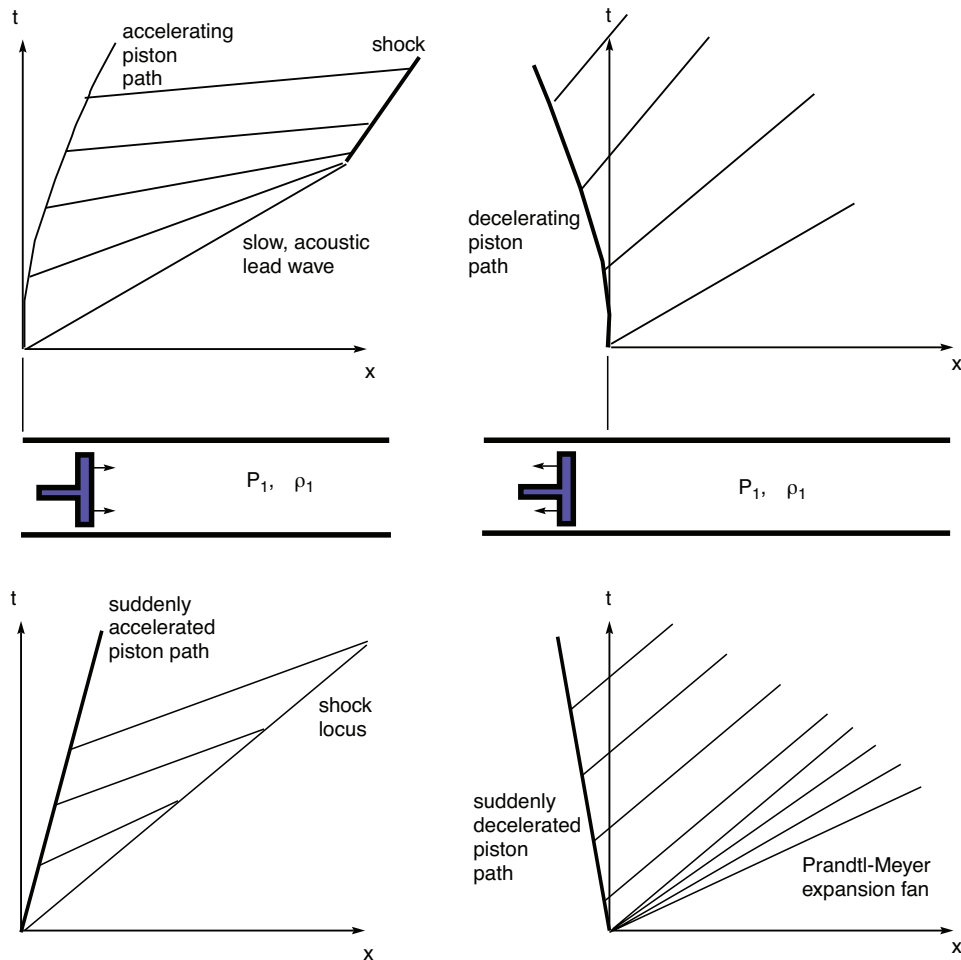 t
accelerating
piston
path
shock
slow, acoustic
lead wave
x
t
decelerating
piston
path
x
P₁, ρ₁
P₁, ρ₁
t
suddenly
accelerated
piston path
shock
locus
x
t
suddenly
decelerated
piston
path
Prandtl-Meyer
expansion fan
x